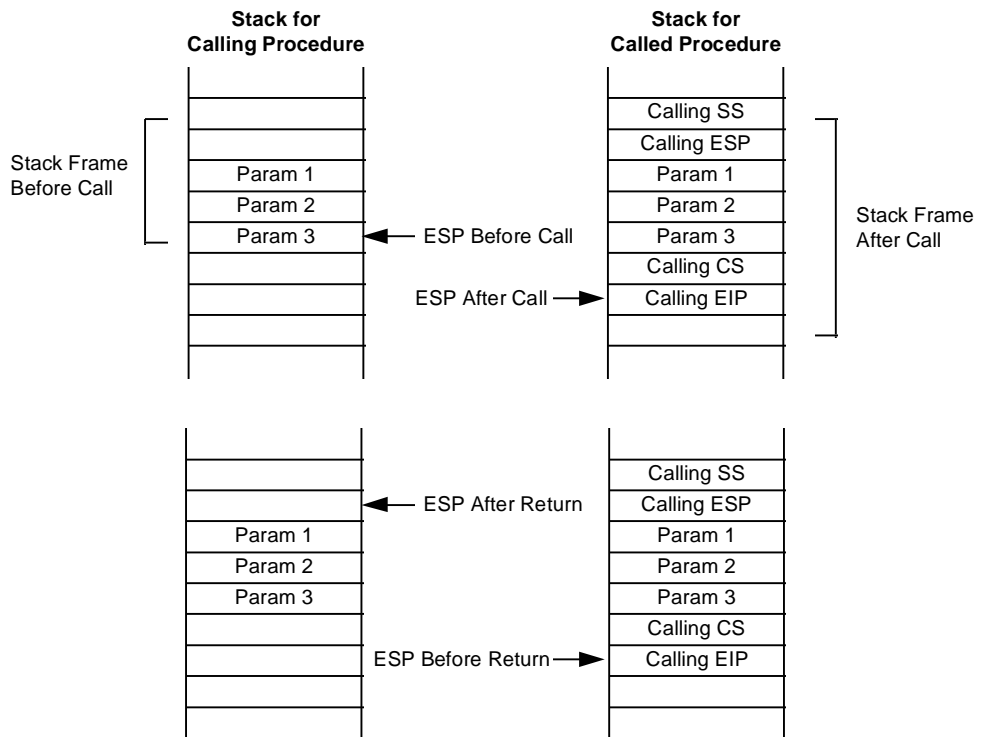 Stack for
Calling Procedure
Stack for
Called Procedure
Stack Frame
Before Call
Param 1
Param 2
Param 3
ESP Before Call
ESP After Call
Calling SS
Calling ESP
Param 1
Param 2
Param 3
Calling CS
Calling EIP
Stack Frame
After Call
Param 1
Param 2
Param 3
ESP After Return
ESP Before Return
Calling SS
Calling ESP
Param 1
Param 2
Param 3
Calling CS
Calling EIP